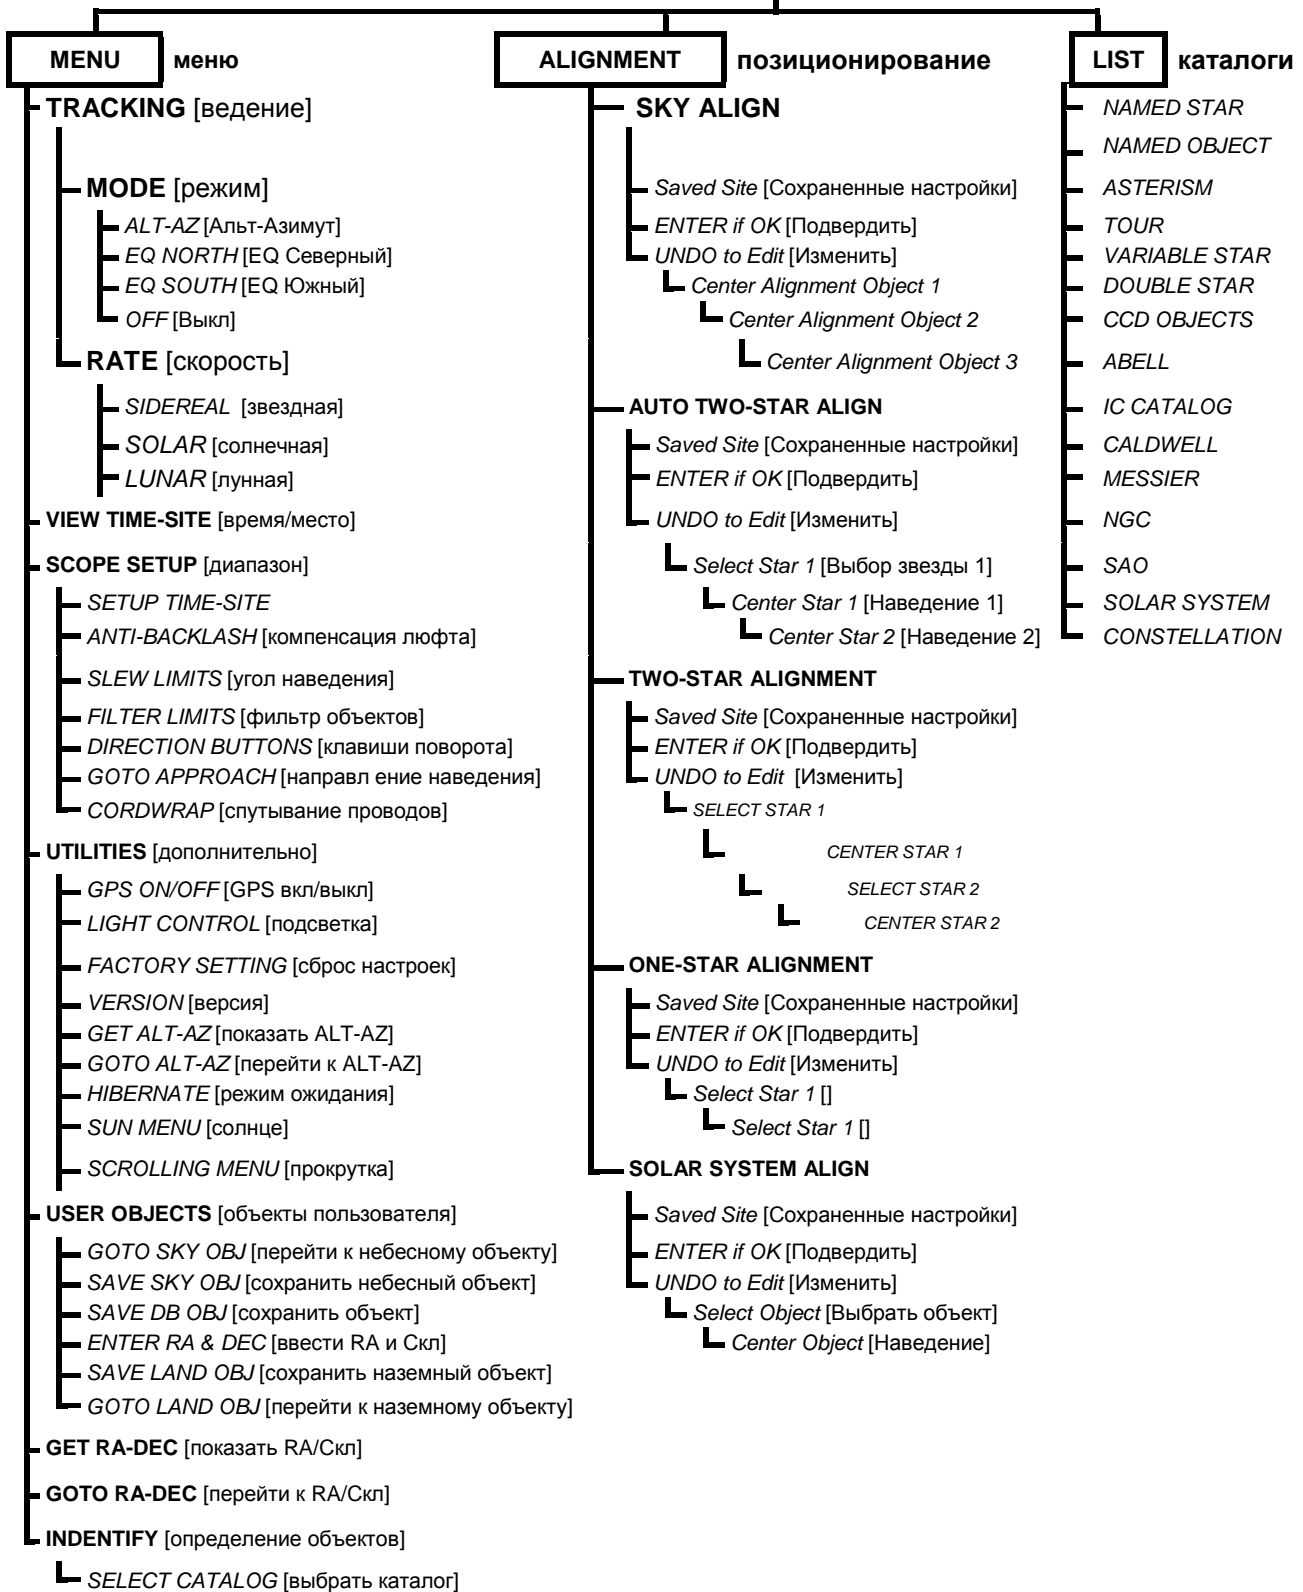 MENU меню
TRACKING [ведение]
MODE [режим]
ALT-AZ [Альт-Азимут]
EQ NORTH [EQ Северный]
EQ SOUTH [EQ Южный]
OFF [Выкл]
RATE [скорость]
SIDEREAL [звездная]
SOLAR [солнечная]
LUNAR [лунная]
VIEW TIME-SITE [время/место]
SCOPE SETUP [диапазон]
SETUP TIME-SITE
ANTI-BACKLASH [компенсация люфта]
SLEW LIMITS [угол наведения]
FILTER LIMITS [фильтр объектов]
DIRECTION BUTTONS [клавиши поворота]
GOTO APPROACH [направл ение наведения]
CORDWRAP [спутывание проводов]
UTILITIES [дополнительно]
GPS ON/OFF [GPS вкл/выкл]
LIGHT CONTROL [подсветка]
FACTORY SETTING [сброс настроек]
VERSION [версия]
GET ALT-AZ [показать ALT-AZ]
GOTO ALT-AZ [перейти к ALT-AZ]
HIBERNATE [режим ожидания]
SUN MENU [солнце]
SCROLLING MENU [прокрутка]
USER OBJECTS [объекты пользователя]
GOTO SKY OBJ [перейти к небесному объекту]
SAVE SKY OBJ [сохранить небесный объект]
SAVE DB OBJ [сохранить объект]
ENTER RA & DEC [ввести RA и Скл]
SAVE LAND OBJ [сохранить наземный объект]
GOTO LAND OBJ [перейти к наземному объекту]
GET RA-DEC [показать RA/Скл]
GOTO RA-DEC [перейти к RA/Скл]
INDENTIFY [определение объектов]
SELECT CATALOG [выбрать каталог]
ALIGNMENT позиционирование
SKY ALIGN
Saved Site [Сохраненные настройки]
ENTER if OK [Подвердить]
UNDO to Edit [Изменить]
Center Alignment Object 1
Center Alignment Object 2
Center Alignment Object 3
AUTO TWO-STAR ALIGN
Saved Site [Сохраненные настройки]
ENTER if OK [Подвердить]
UNDO to Edit [Изменить]
Select Star 1 [Выбор звезды 1]
Center Star 1 [Наведение 1]
Center Star 2 [Наведение 2]
TWO-STAR ALIGNMENT
Saved Site [Сохраненные настройки]
ENTER if OK [Подвердить]
UNDO to Edit [Изменить]
SELECT STAR 1
CENTER STAR 1
SELECT STAR 2
CENTER STAR 2
ONE-STAR ALIGNMENT
Saved Site [Сохраненные настройки]
ENTER if OK [Подвердить]
UNDO to Edit [Изменить]
Select Star 1 []
Select Star 1 []
SOLAR SYSTEM ALIGN
Saved Site [Сохраненные настройки]
ENTER if OK [Подвердить]
UNDO to Edit [Изменить]
Select Object [Выбрать объект]
Center Object [Наведение]
LIST каталоги
NAMED STAR
NAMED OBJECT
ASTERISM
TOUR
VARIABLE STAR
DOUBLE STAR
CCD OBJECTS
ABELL
IC CATALOG
CALDWELL
MESSIER
NGC
SAO
SOLAR SYSTEM
CONSTELLATION